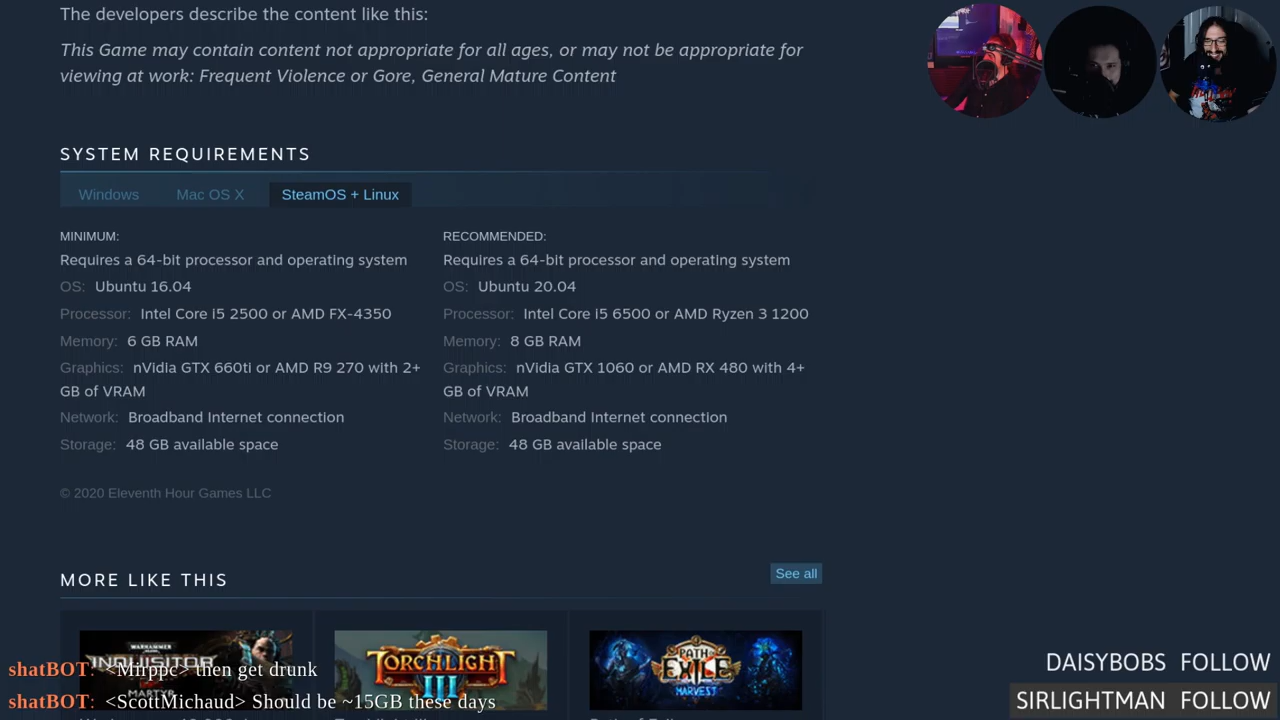 The developers describe the content like this:
This Game may contain content not appropriate for all ages, or may not be appropriate for
viewing at work: Frequent Violence or Gore, General Mature Content
SYSTEM REQUIREMENTS
Windows Mac OS X SteamOS + Linux
MINIMUM:
Requires a 64-bit processor and operating system
OS: Ubuntu 16.04
Processor: Intel Core i5 2500 or AMD FX-4350
Memory: 6 GB RAM
Graphics: nVidia GTX 660ti or AMD R9 270 with 2+
GB of VRAM
Network: Broadband Internet connection
Storage: 48 GB available space
RECOMMENDED:
Requires a 64-bit processor and operating system
OS: Ubuntu 20.04
Processor: Intel Core i5 6500 or AMD Ryzen 3 1200
Memory: 8 GB RAM
Graphics: nVidia GTX 1060 or AMD RX 480 with 4+
GB of VRAM
Network: Broadband Internet connection
Storage: 48 GB available space
© 2020 Eleventh Hour Games LLC
MORE LIKE THIS
See all
WARHAMMER
INQUISITOR
MARTYR
TORCHLIGHT
III
PATH
OF
EXILE
HARVEST
shatBOT: <Mirppc> then get drunk
shatBOT: <ScottMichaud> Should be ~15GB these days
DAISYBOBS FOLLOW
SIRLIGHTMAN FOLLOW